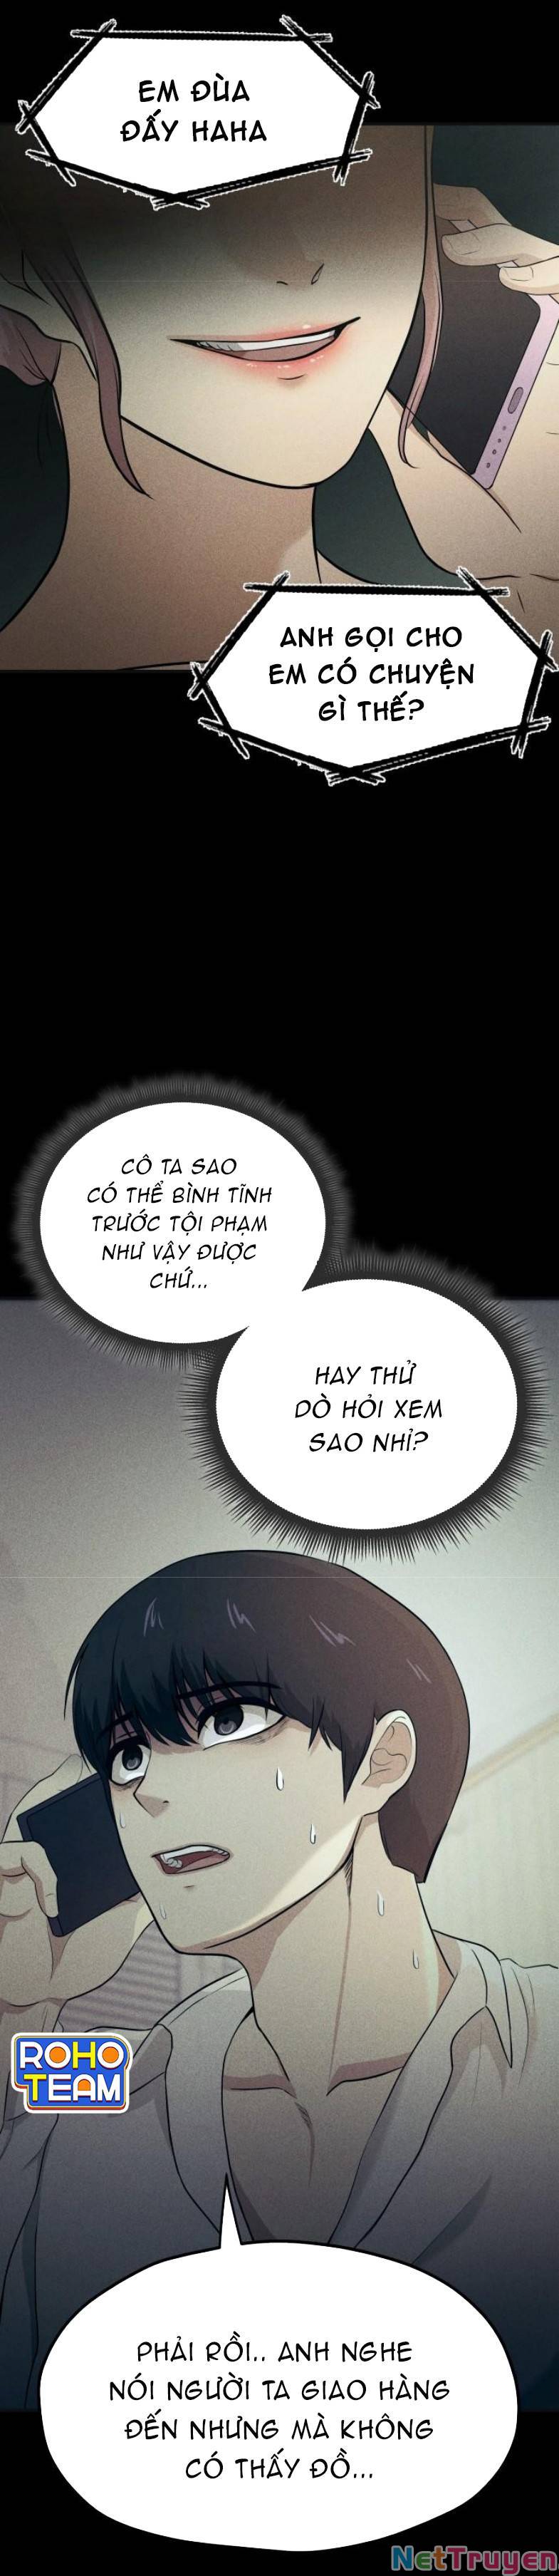 EM ĐÙA
ĐẤY HAHA
ANH GỌI CHO
EM CÓ CHUYỆN
GÌ THẾ?
CÔ TA SAO
CÓ THỂ BÌNH TĨNH
TRƯỚC TỘI PHẠM
NHƯ VẬY ĐƯỢC
CHỨ...
HAY THỬ
DÒ HỎI XEM
SAO NHỈ?
ROHO
TEAM
PHẢI RỒI.. ANH NGHE
NÓI NGƯỜI TA GIAO HÀNG
ĐẾN NHƯNG MÀ KHÔNG
CÓ THẤY ĐỒ...
NetTruyen